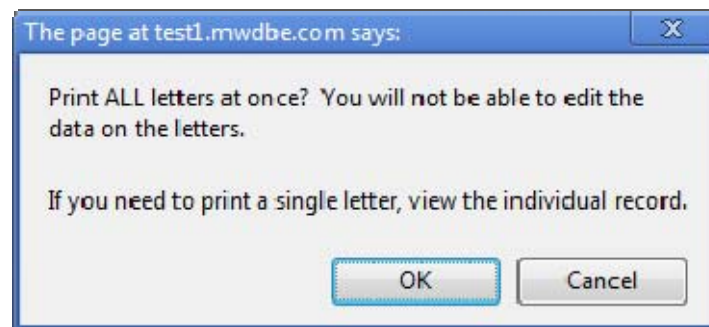 The page at test1.mwdbe.com says:
X
Print ALL letters at once? You will not be able to edit the
data on the letters.
If you need to print a single letter, view the individual record.
OK
Cancel